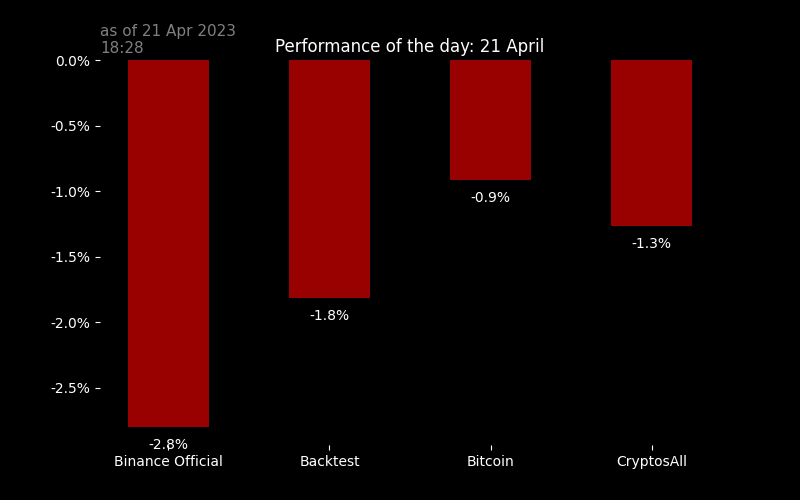 as of 21 Apr 2023
18:28
Performance of the day: 21 April
0.0%
-0.5%
-1.0%
-1.5%
-2.0%
-2.5%
-2.8%
-1.8%
-0.9%
-1.3%
Binance Official
Backtest
Bitcoin
CryptosAll